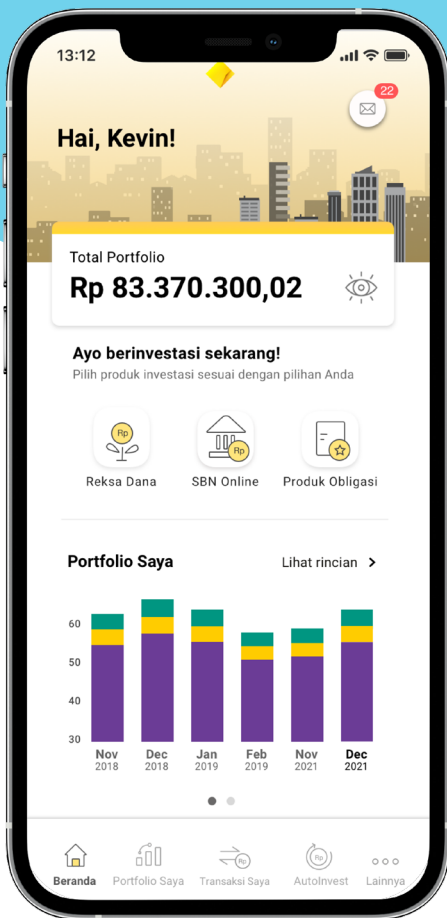 13:12
22
Hai, Kevin!
Total Portfolio
Rp 83.370.300,02
Ayo berinvestasi sekarang!
Pilih produk investasi sesuai dengan pilihan Anda
Rp
Rp
Reksa Dana
SBN Online
Produk Obligasi
Portfolio Saya
Lihat rincian >
60
50
40
30
Nov
2018
Dec
2018
Jan
2019
Feb
2019
Nov
2021
Dec
2021
Rp
Rp
Beranda
Portfolio Saya
Transaksi Saya
AutoInvest
Lainnya